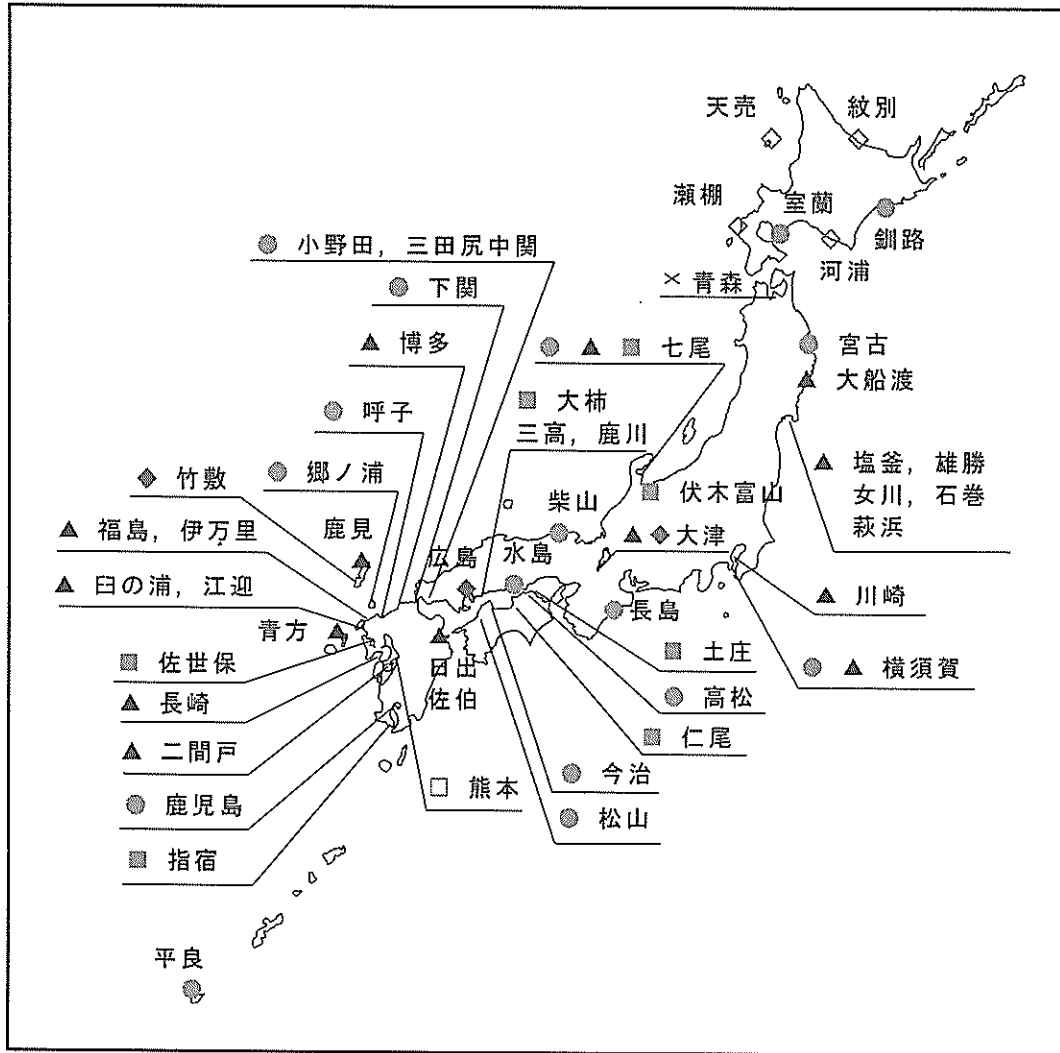 天売
紋別
瀬棚
室蘭
釧路
河浦
× 青森
● 小野田，三田尻中関
● 下関
▲ 博多
● ▲ ■ 七尾
宮古
大船渡
● 呼子
■ 大柿
三高，鹿川
◆ 竹敷
● 郷ノ浦
■ 伏木富山
▲ 塩釜，雄勝
女川，石巻
萩浜
▲ 福島，伊万里
鹿見
柴山
▲◆大津
広島
水島
▲ 臼の浦，江迎
▲ 川崎
長島
青方
日出
佐伯
■ 佐世保
■ 土庄
● ▲ 横須賀
▲ 長崎
● 高松
■ 仁尾
▲ 二間戸
● 今治
□ 熊本
● 鹿児島
● 松山
■ 指宿
平良